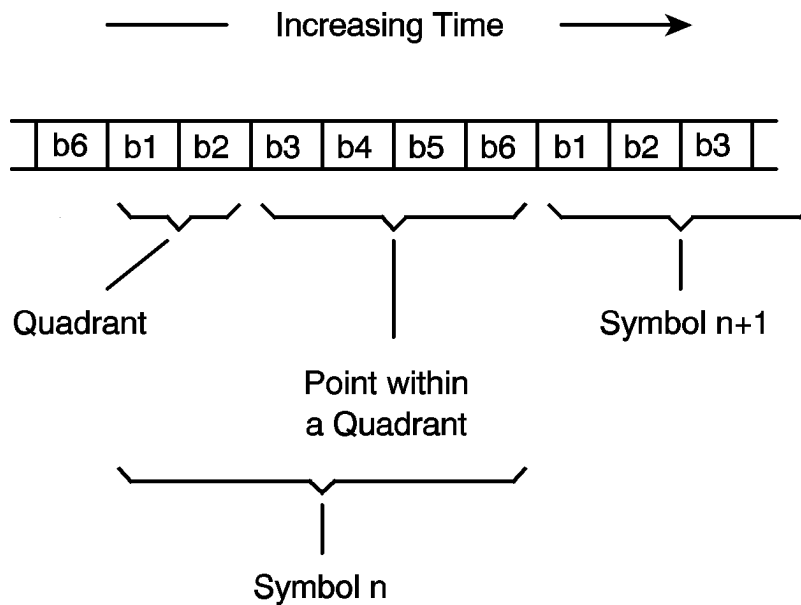 Increasing Time
b6 b1 b2 b3 b4 b5 b6 b1 b2 b3
Quadrant
Symbol n+1
Point within
a Quadrant
Symbol n